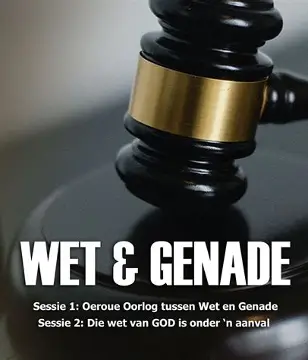 WET & GENADE
Sessie 1: Oeroue Oorlog tussen Wet en Genade
Sessie 2: Die wet van GOD is onder ‘n aanval